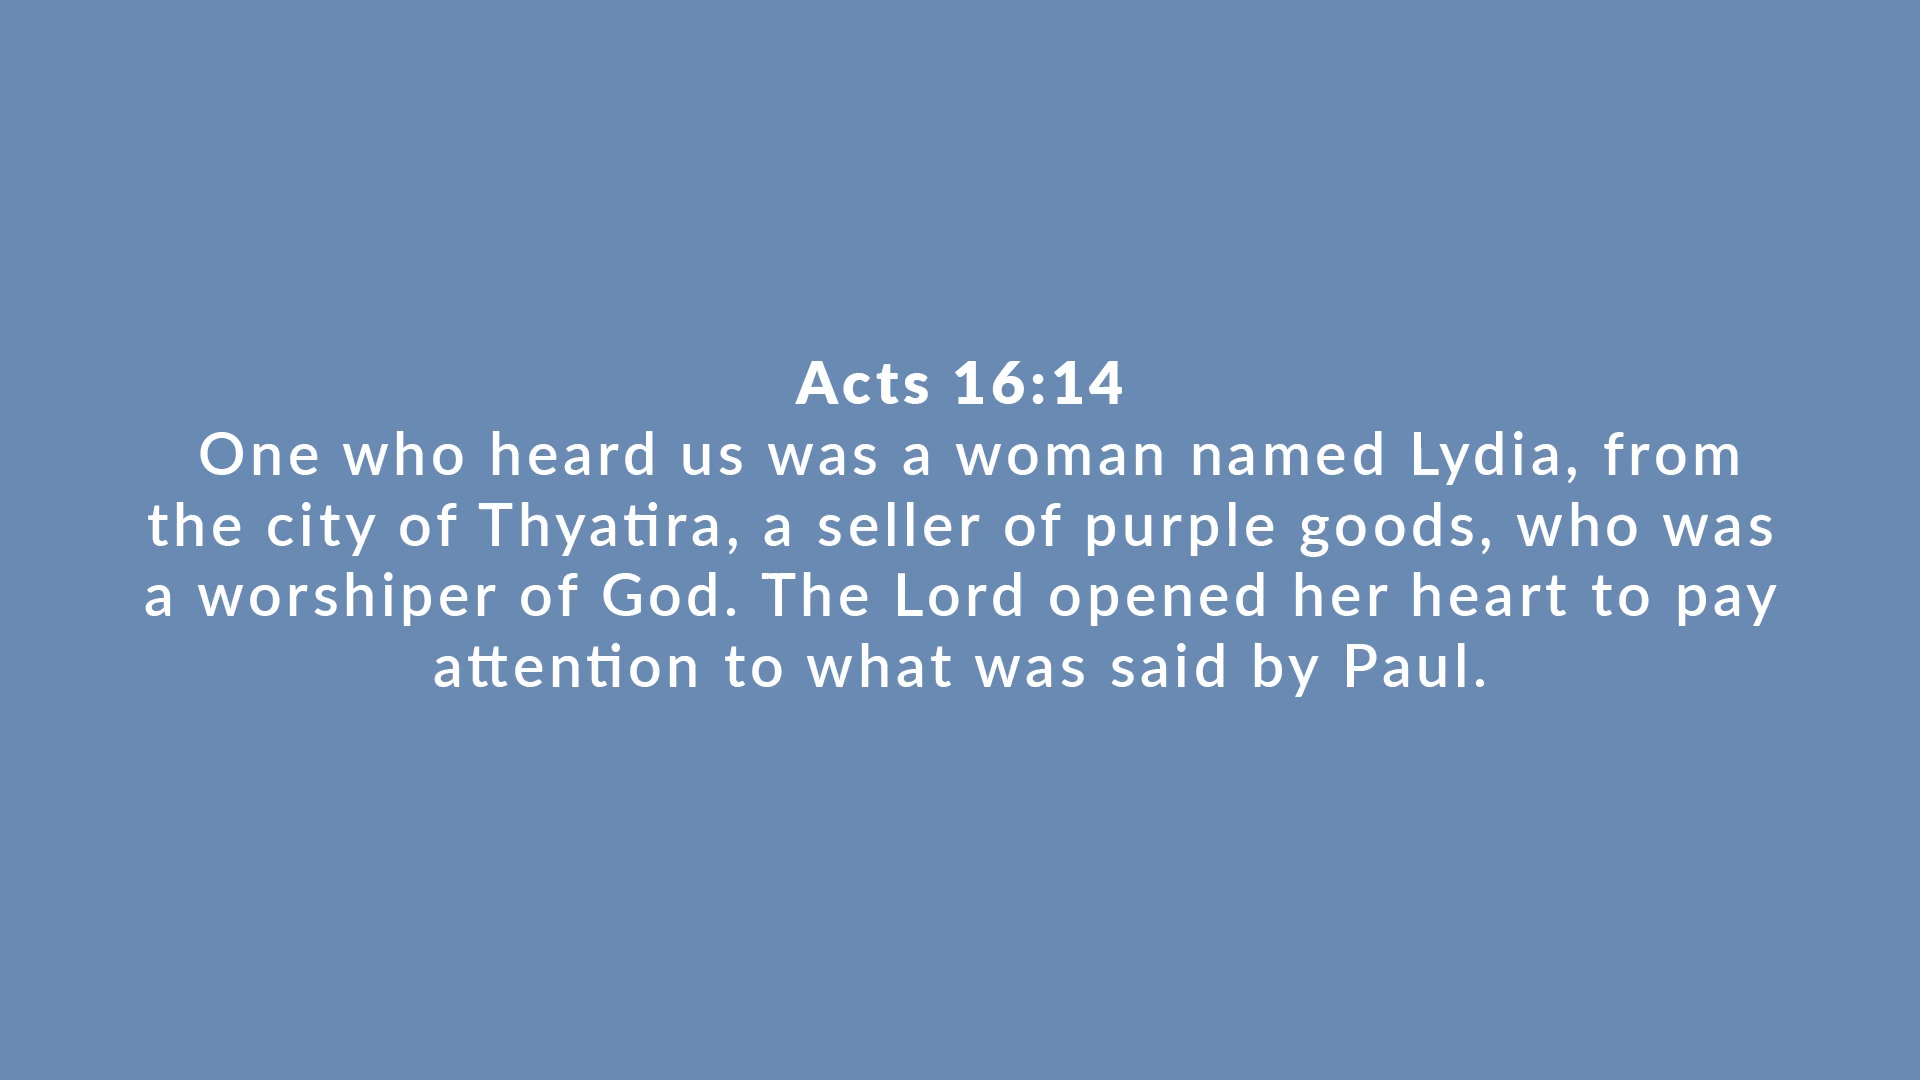 Acts 16:14
One who heard us was a woman named Lydia, from
the city of Thyatira, a seller of purple goods, who was
a worshiper of God. The Lord opened her heart to pay
attention to what was said by Paul.